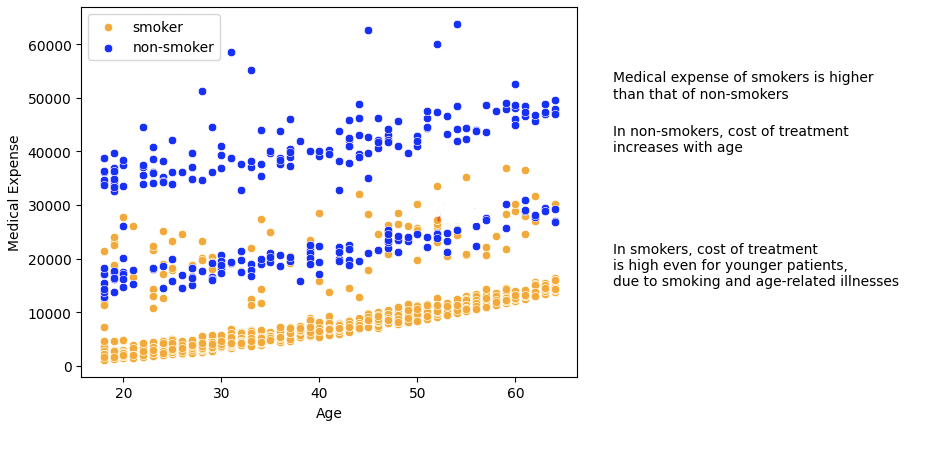 smoker
non-smoker
60000
50000
40000
30000
20000
10000
0
Medical Expense
20
30
40
50
60
Age
Medical expense of smokers is higher
than that of non-smokers
In non-smokers, cost of treatment
increases with age
In smokers, cost of treatment
is high even for younger patients,
due to smoking and age-related illnesses